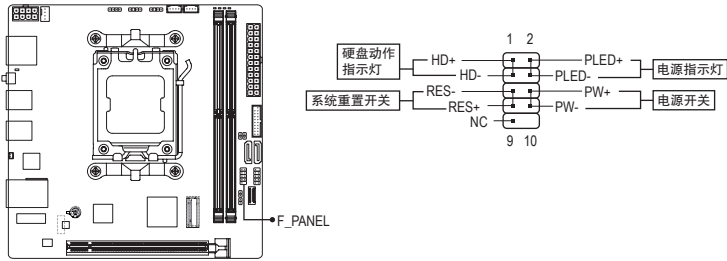 1 2
硬盘动作
指示灯
HD+
HD-
PLED+
PLED-
电源指示灯
系统重置开关
RES-
RES+
PW+
PW-
电源开关
NC
9 10
F_PANEL